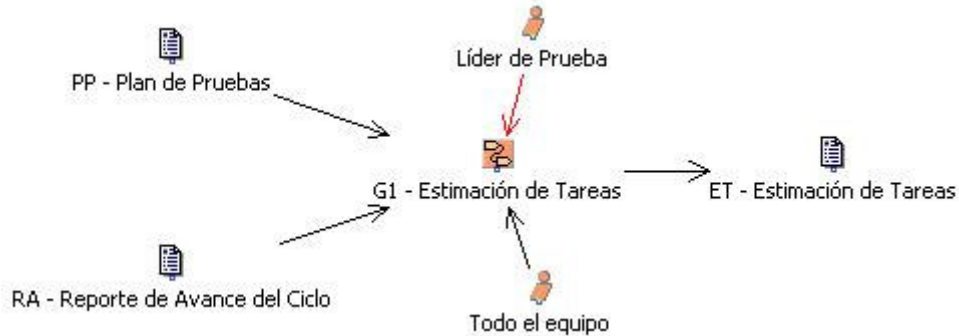 Líder de Prueba
PP - Plan de Pruebas
G1 - Estimación de Tareas
ET - Estimación de Tareas
RA - Reporte de Avance del Ciclo
Todo el equipo